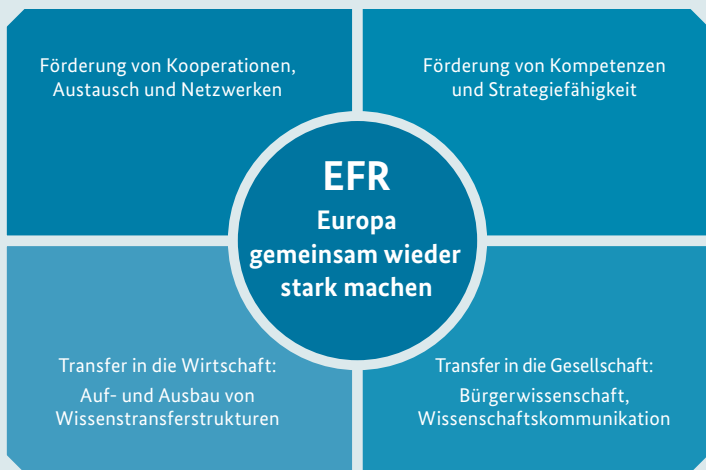 Förderung von Kooperationen,
Austausch und Netzwerken
Förderung von Kompetenzen
und Strategiefähigkeit
EFR
Europa
gemeinsam wieder
stark machen
Transfer in die Wirtschaft:
Auf- und Ausbau von
Wissenstransferstrukturen
Transfer in die Gesellschaft:
Bürgerwissenschaft,
Wissenschaftskommunikation